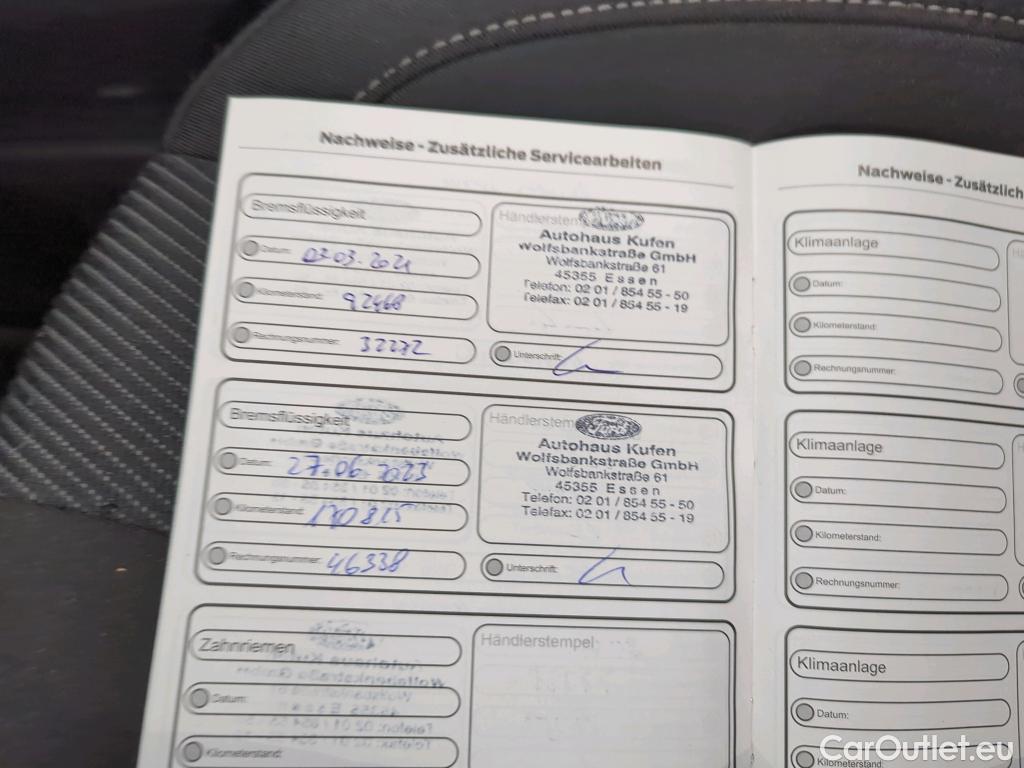 Nachweise - Zusätzliche Servicearbeiten
Bremsflüssigkeit
Datum: 03.03.2021
Kilometerstand: 92468
Rechnungsnummer: 32272
Händlerstem
Autohaus Kufen
Wolfsbankstraße GmbH
Wolfsbankstraße 61
45355 Essen
Telefon: 02 01 / 854 55 - 50
Telefax: 02 01 / 854 55 - 19
Unterschrift:
Bremsflüssigkeit
Datum: 27.06.2023
Kilometerstand: 170815
Rechnungsnummer: 46338
Händlerstem
Ford
Autohaus Kufen
Wolfsbankstraße GmbH
Wolfsbankstraße 61
45355 Essen
Telefon: 02 01 / 854 55 - 50
Telefax: 02 01 / 854 55 - 19
Unterschrift:
Zahnriemen
Datum:
Kilometerstand:
Händlerstempel
Nachweise - Zusätzlich
Klimaanlage
Datum:
Kilometerstand:
Rechnungsnummer:
Klimaanlage
Datum:
Kilometerstand:
Rechnungsnummer:
Klimaanlage
Datum:
Kilometerstand:
CarOutlet.eu